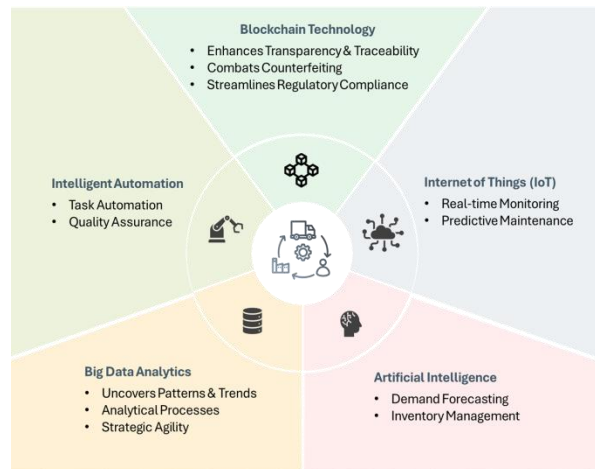 Blockchain Technology
• Enhances Transparency & Traceability
• Combats Counterfeiting
• Streamlines Regulatory Compliance
Intelligent Automation
• Task Automation
• Quality Assurance
Internet of Things (IoT)
• Real-time Monitoring
• Predictive Maintenance
Big Data Analytics
• Uncovers Patterns & Trends
• Analytical Processes
• Strategic Agility
Artificial Intelligence
• Demand Forecasting
• Inventory Management